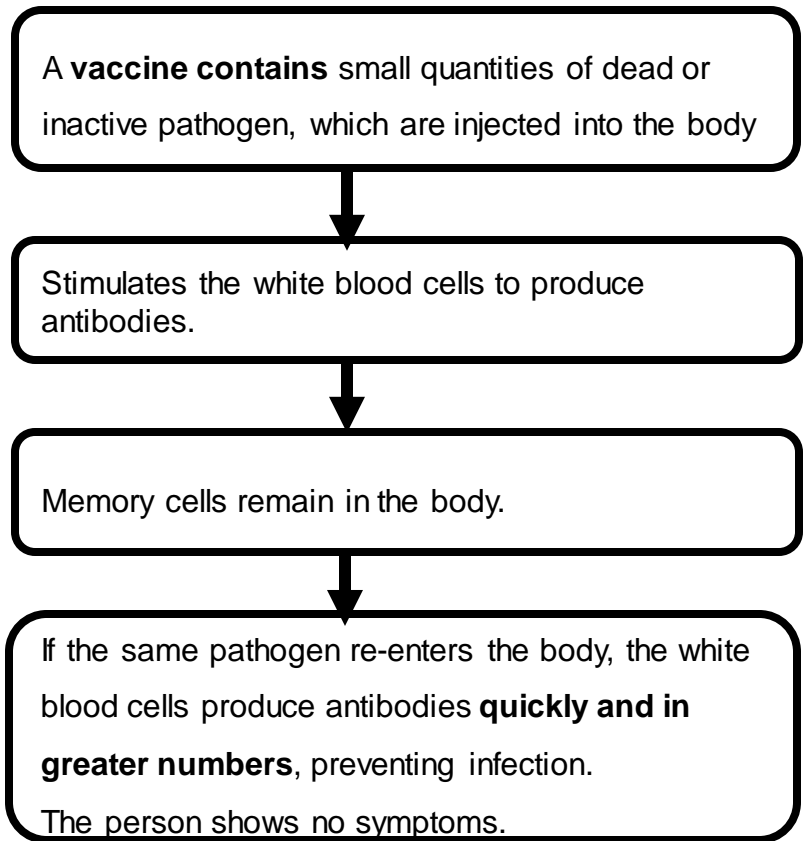 A vaccine contains small quantities of dead or
inactive pathogen, which are injected into the body
Stimulates the white blood cells to produce
antibodies.
Memory cells remain in the body.
If the same pathogen re-enters the body, the white
blood cells produce antibodies quickly and in
greater numbers, preventing infection.
The person shows no symptoms.